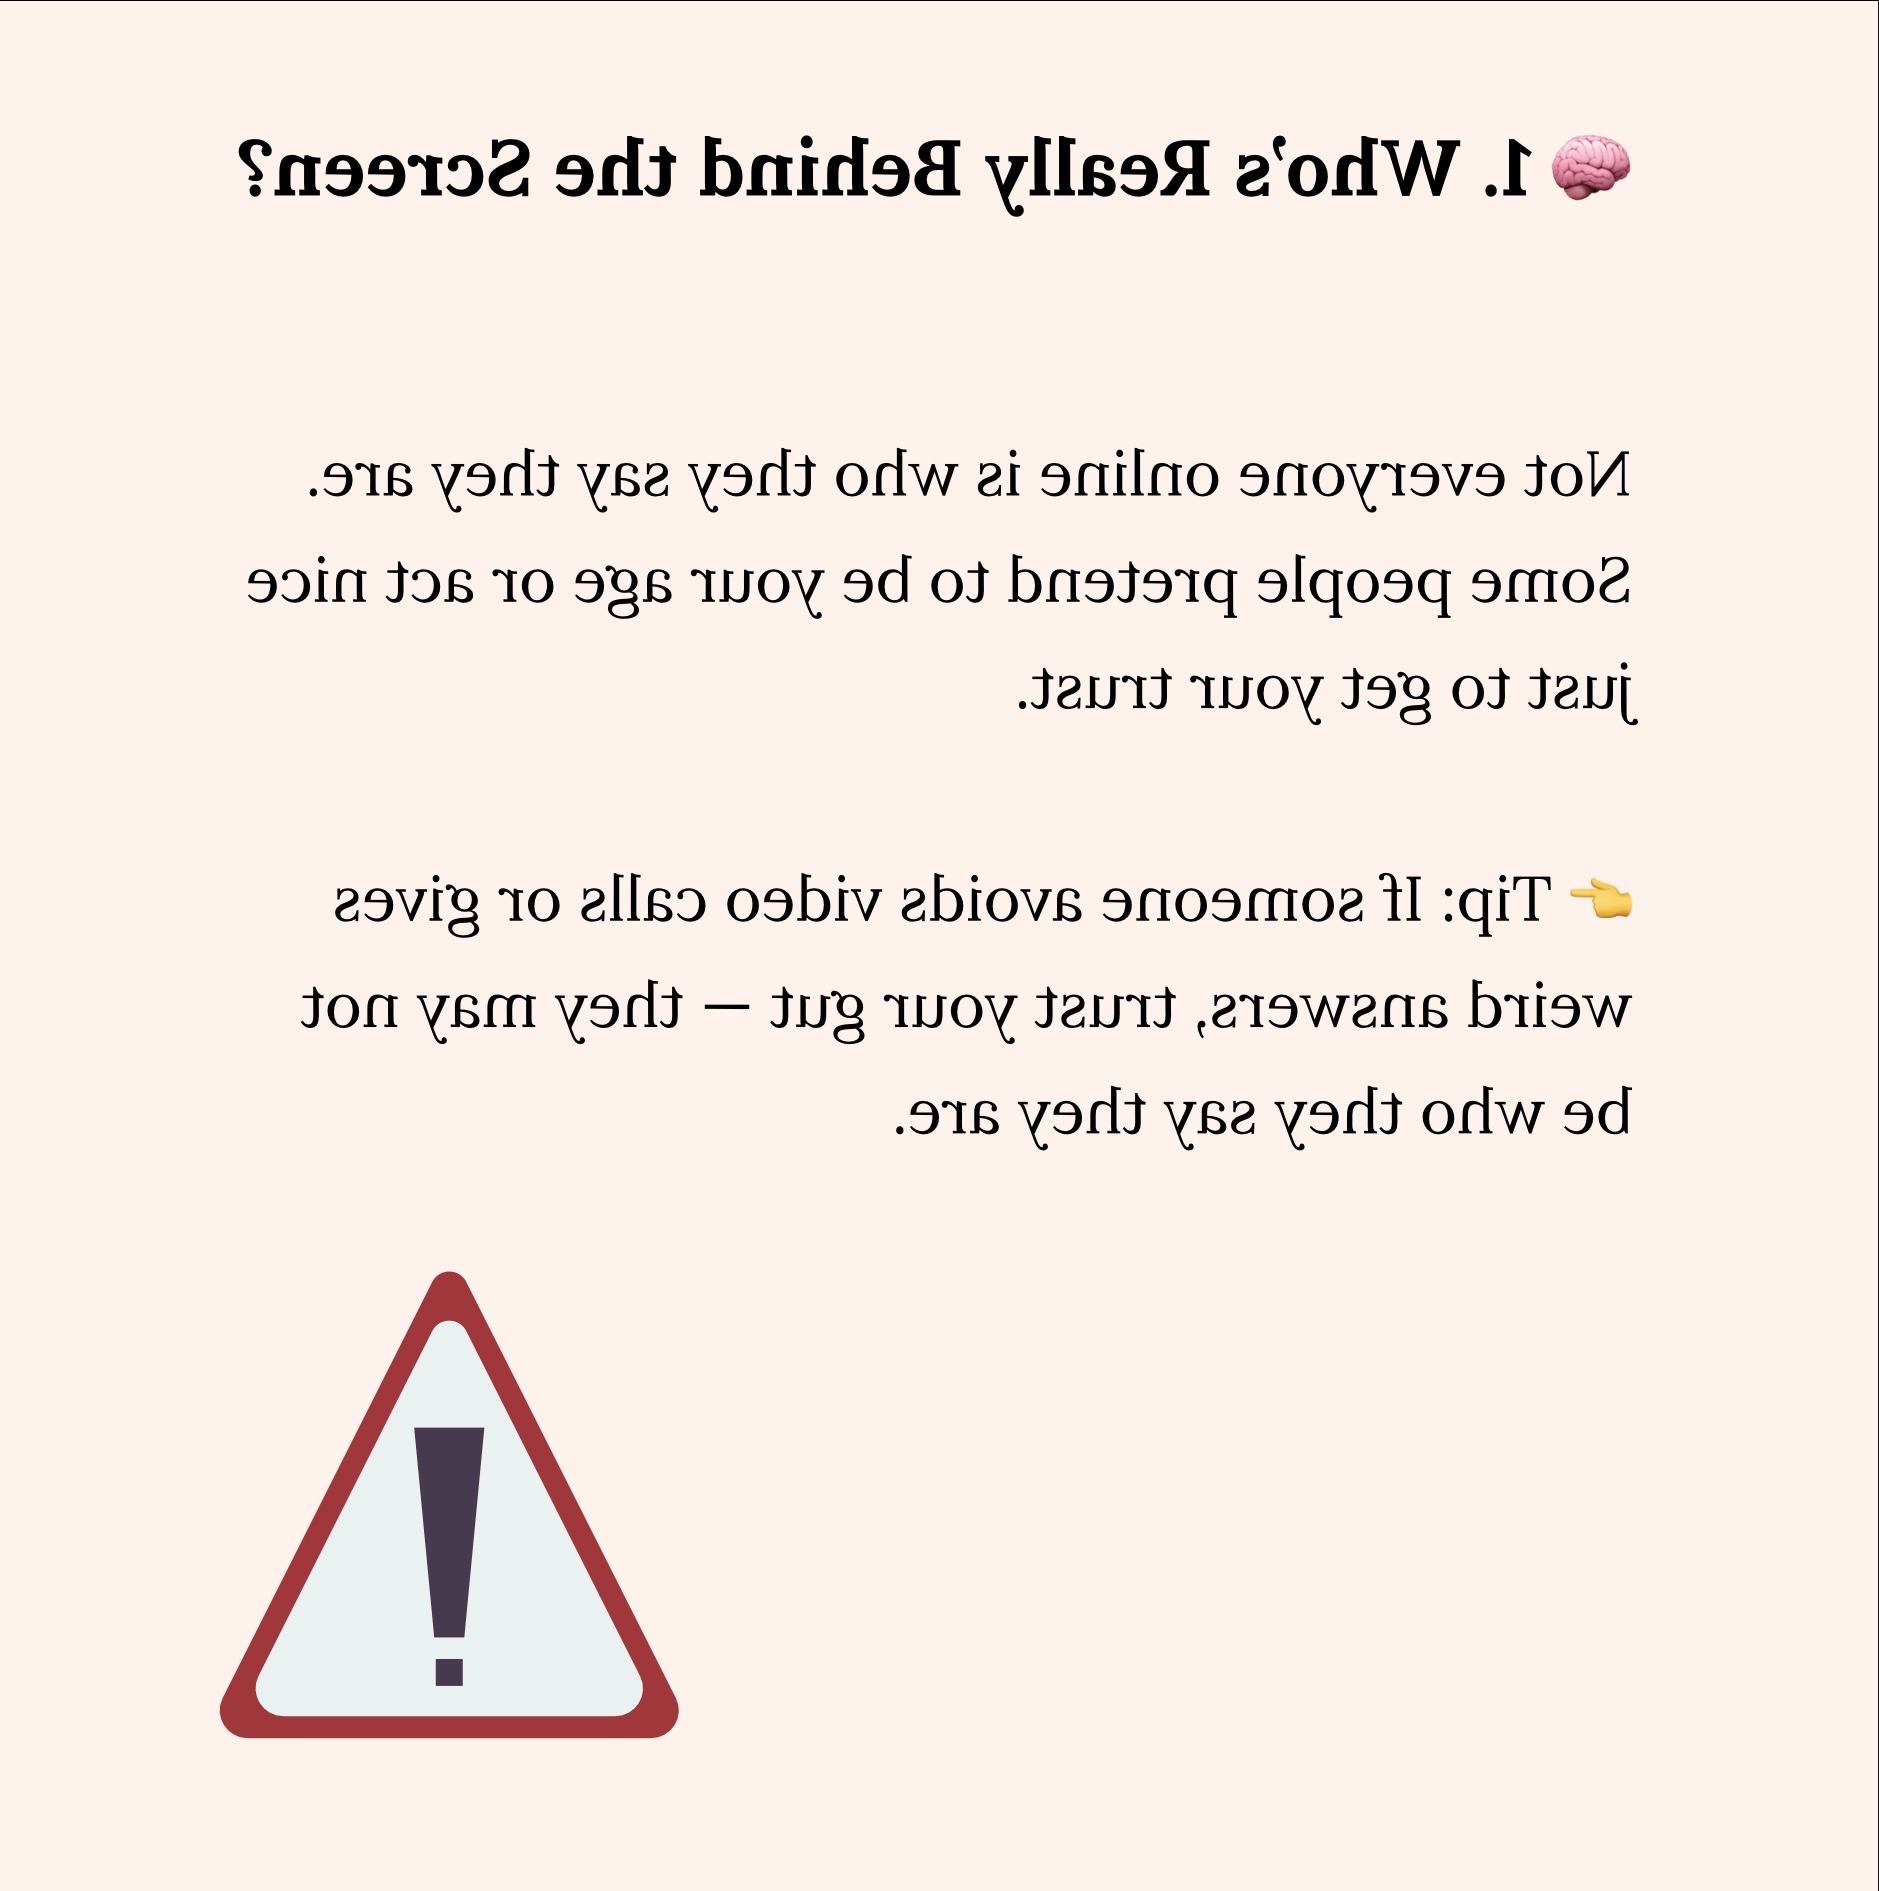 🧠 1. Who's Really Behind the Screen?
Not everyone online is who they say they are.
Some people pretend to be your age or act nice
just to get your trust.
👉 Tip: If someone avoids video calls or gives
weird answers, trust your gut — they may not
be who they say they are.
!